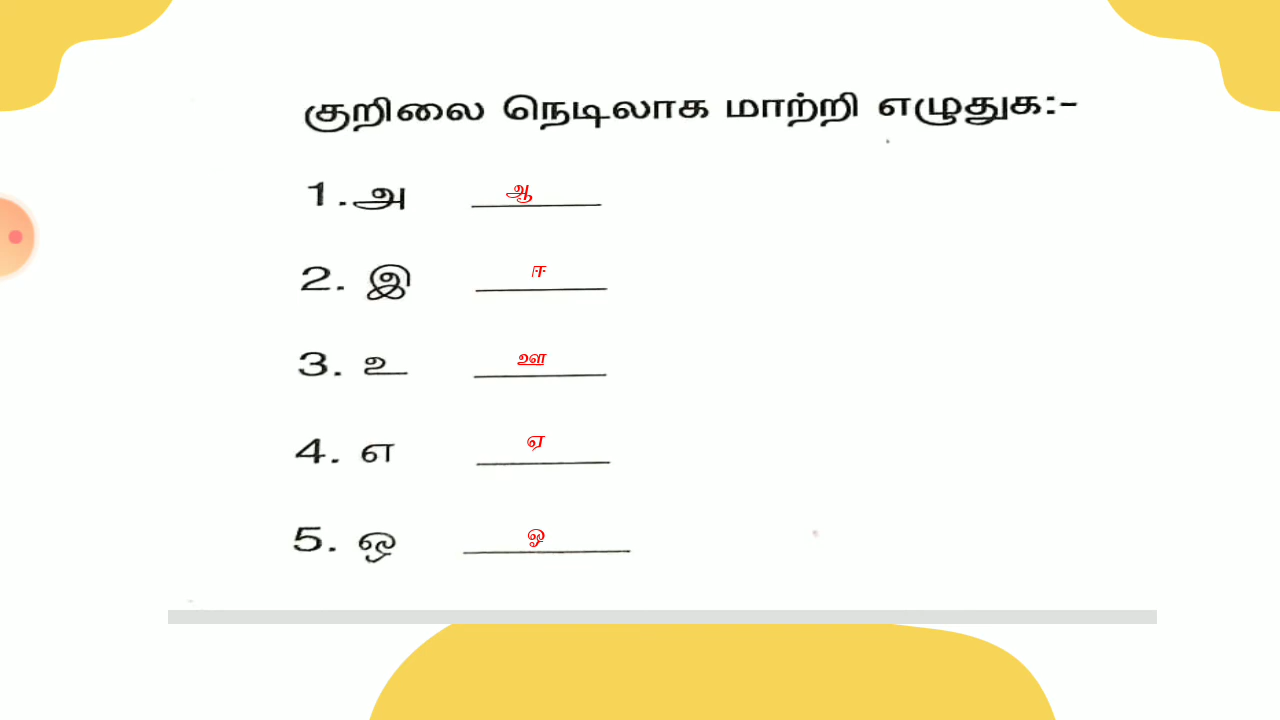 குறிலை நெடிலாக மாற்றி எழுதுக:-
1. அ ஆ
2. இ ஈ
3. உ ஊ
4. எ ஏ
5. ஒ ஓ